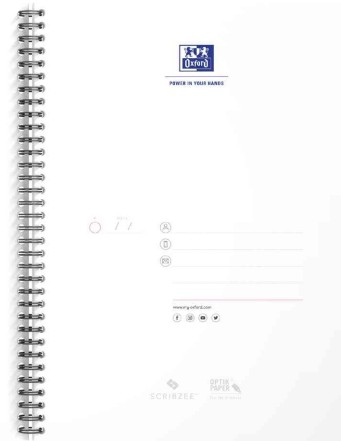 Oxford
POWER IN YOUR HANDS
/ /
www.my-oxford.com
SCRIBZEE
OPTIK
PAPER